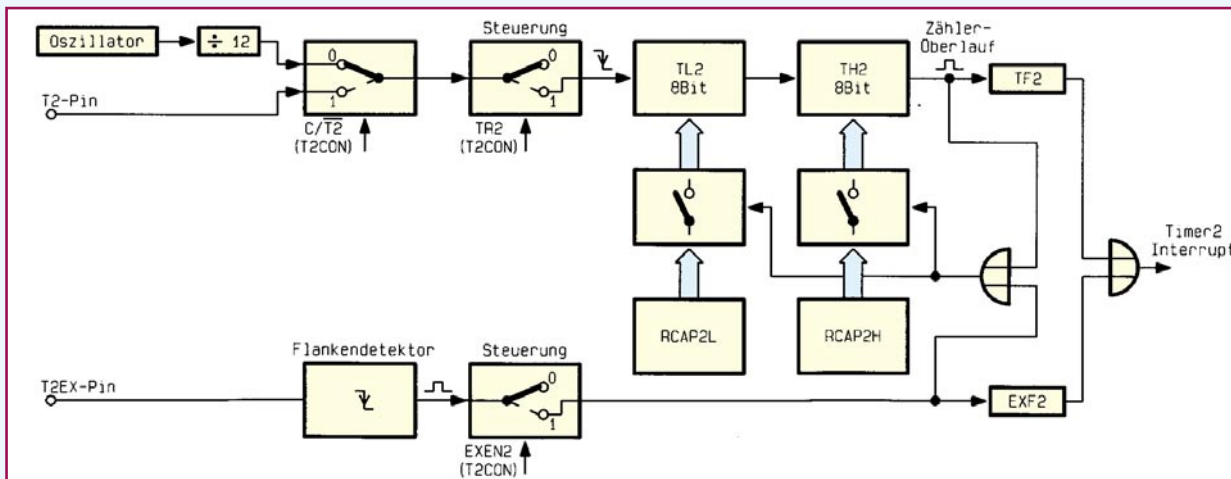 Oszillator
÷ 12
T2-Pin
0
1
C/T2
(T2CON)
Steuerung
0
1
TR2
(T2CON)
TL2
8Bit
TH2
8Bit
Zähler-
Überlauf
TF2
RCAP2L
RCAP2H
Timer2
Interrupt
T2EX-Pin
Flankendetektor
Steuerung
0
1
EXEN2
(T2CON)
EXF2